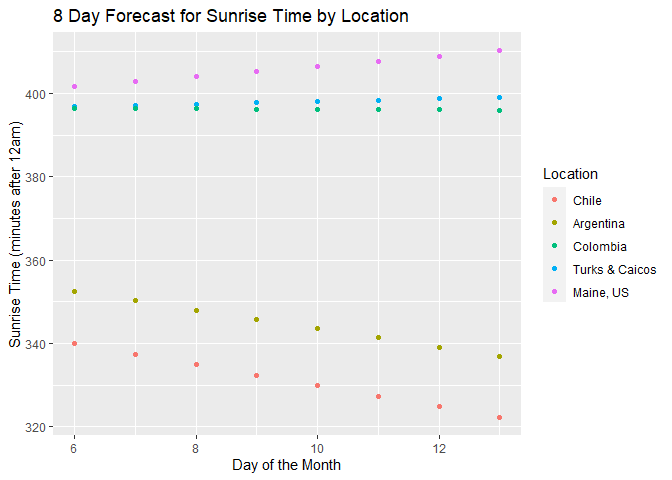 8 Day Forecast for Sunrise Time by Location
Sunrise Time (minutes after 12am)
400
380
360
340
320
6
8
10
12
Day of the Month
Location
Chile
Argentina
Colombia
Turks & Caicos
Maine, US